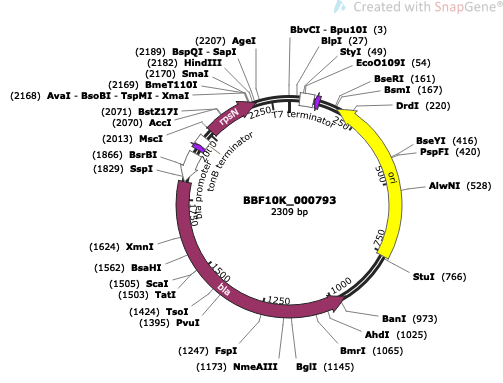 Created with SnapGene®
(2207) AgeI
(2189) BspQI - SapI
(2182) HindIII
(2170) SmaI
(2169) BmeT110I
(2168) AvaI - BsoBI - TspMI - XmaI
(2071) BstZ17I
(2070) AccI
(2013) MscI
(1866) BsrBI
(1829) SspI
(1624) XmnI
(1562) BsaHI
(1505) ScaI
(1503) TatI
(1424) TsoI
(1395) PvuI
(1247) FspI
(1173) NmeAIII
BglI (1145)
BmrI (1065)
AhdI (1025)
BanI (973)
StuI (766)
AlwNI (528)
PspFI (420)
BseYI (416)
DrdI (220)
BsmI (167)
BseRI (161)
EcoO109I (54)
StyI (49)
BlpI (27)
BbvCI - Bpu10I (3)
T7 terminator
rpsN
tonB terminator
bla promoter
bla
ori
250
500
750
1000
1250
1500
1750
2000
2250
BBF10K_000793
2309 bp